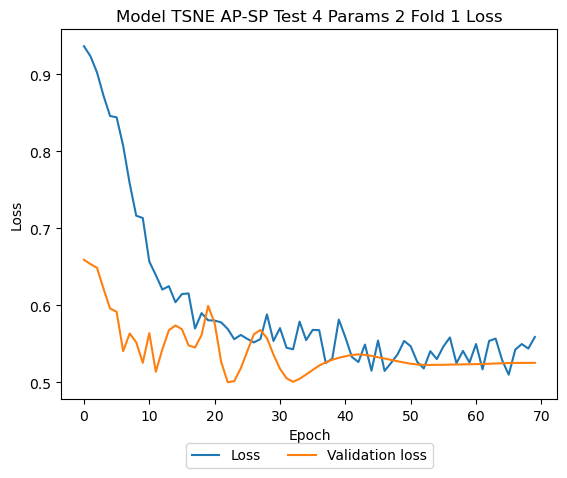 Model TSNE AP-SP Test 4 Params 2 Fold 1 Loss
0.9
0.8
0.7
0.6
0.5
Loss
0 10 20 30 40 50 60 70
Epoch
Loss Validation loss